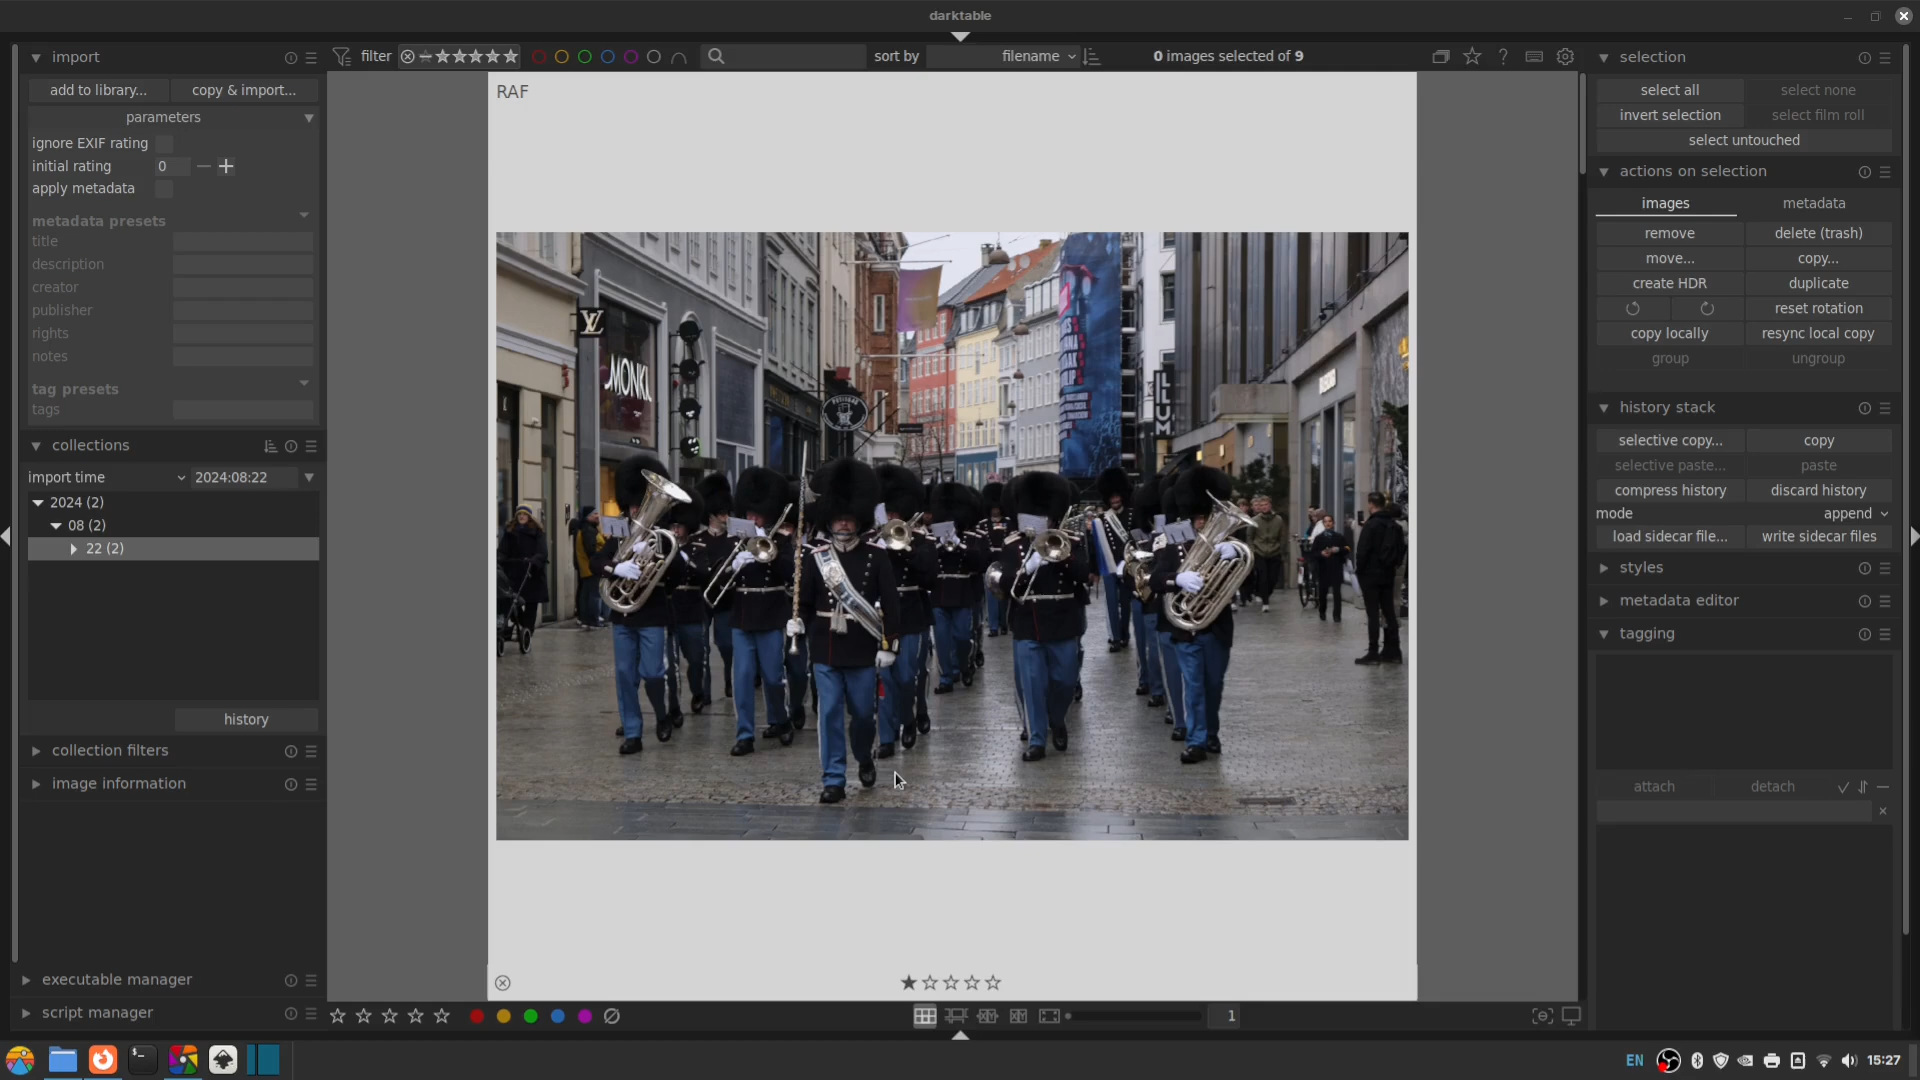 darktable
import
add to library...
copy & import...
parameters
ignore EXIF rating
initial rating 0
apply metadata
metadata presets
title
description
creator
publisher
rights
notes
tag presets
tags
collections
import time 2024:08:22
2024 (2)
08 (2)
22 (2)
history
collection filters
image information
executable manager
script manager
filter
sort by filename
0 images selected of 9
RAF
LV
MONKI
ILLUM
1
selection
select all
select none
invert selection
select film roll
select untouched
actions on selection
images
metadata
remove
delete (trash)
move...
copy...
create HDR
duplicate
reset rotation
copy locally
resync local copy
group
ungroup
history stack
selective copy...
copy
selective paste...
paste
compress history
discard history
mode append
load sidecar file...
write sidecar files
styles
metadata editor
tagging
attach
detach
EN
15:27